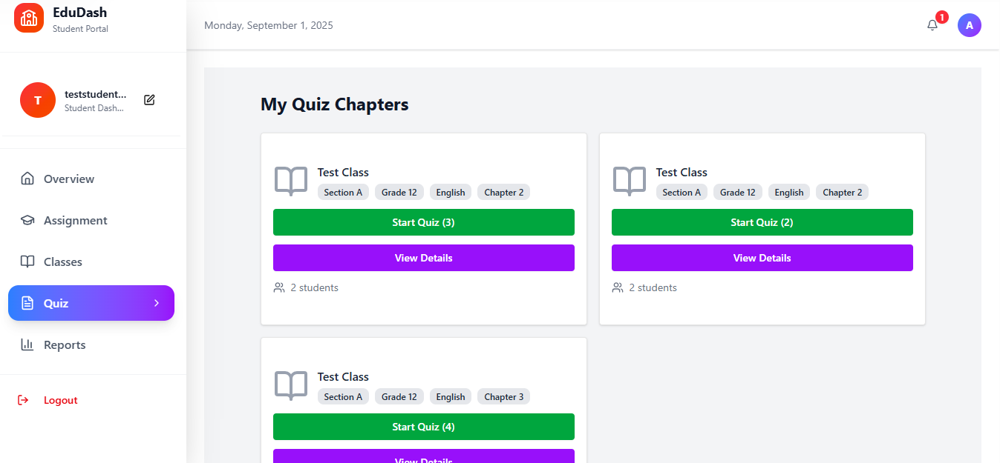 EduDash
Student Portal
Monday, September 1, 2025
1
A
T
teststudent...
Student Dash...
Overview
Assignment
Classes
Quiz
Reports
Logout
My Quiz Chapters
Test Class
Section A Grade 12 English Chapter 2
Start Quiz (3)
View Details
2 students
Test Class
Section A Grade 12 English Chapter 2
Start Quiz (2)
View Details
2 students
Test Class
Section A Grade 12 English Chapter 3
Start Quiz (4)
View Details